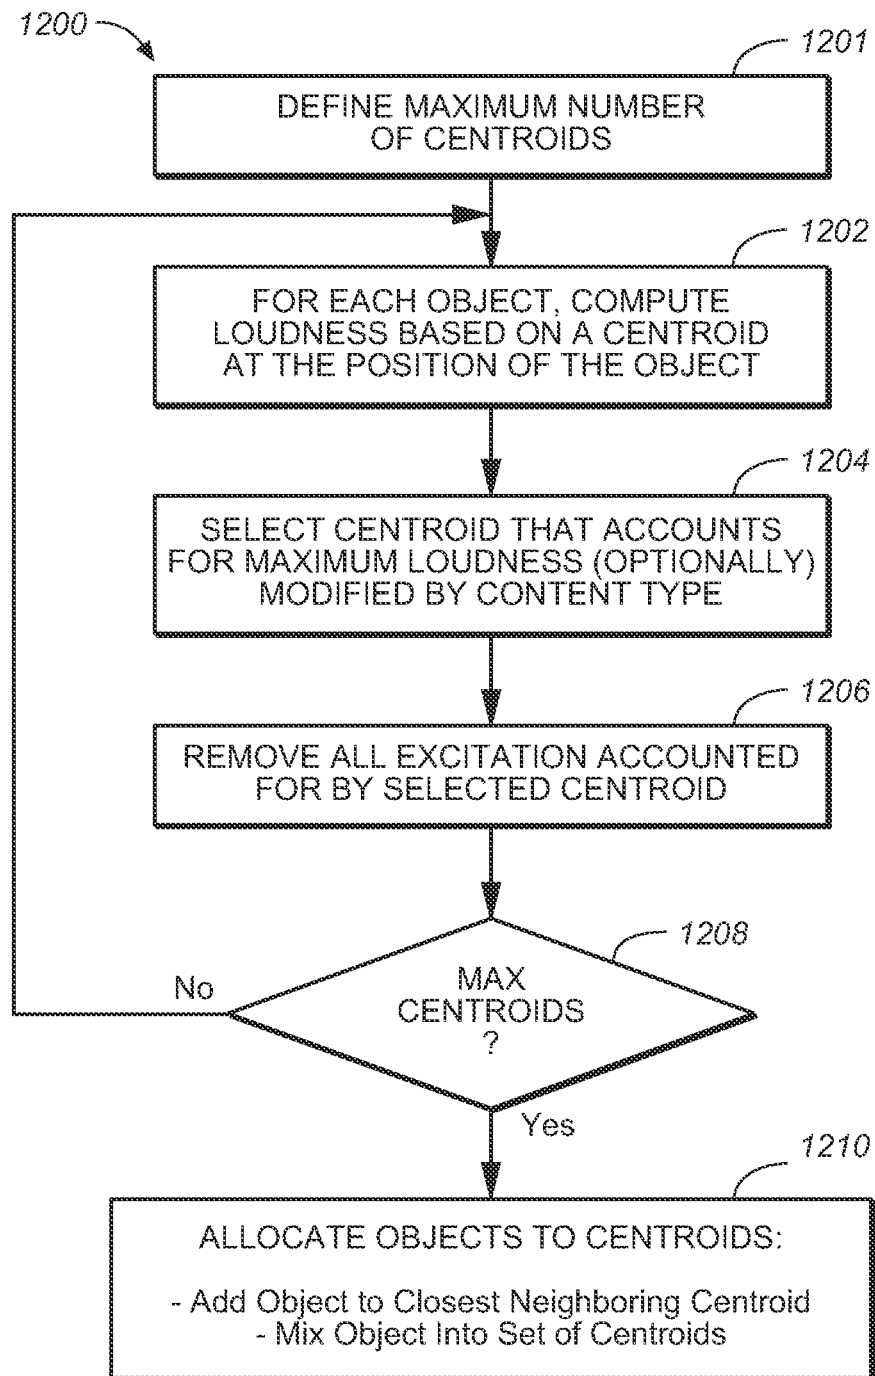 1200
1201
DEFINE MAXIMUM NUMBER
OF CENTROIDS
1202
FOR EACH OBJECT, COMPUTE
LOUDNESS BASED ON A CENTROID
AT THE POSITION OF THE OBJECT
1204
SELECT CENTROID THAT ACCOUNTS
FOR MAXIMUM LOUDNESS (OPTIONALLY)
MODIFIED BY CONTENT TYPE
1206
REMOVE ALL EXCITATION ACCOUNTED
FOR BY SELECTED CENTROID
1208
MAX
CENTROIDS
?
No
Yes
1210
ALLOCATE OBJECTS TO CENTROIDS:
- Add Object to Closest Neighboring Centroid
- Mix Object Into Set of Centroids